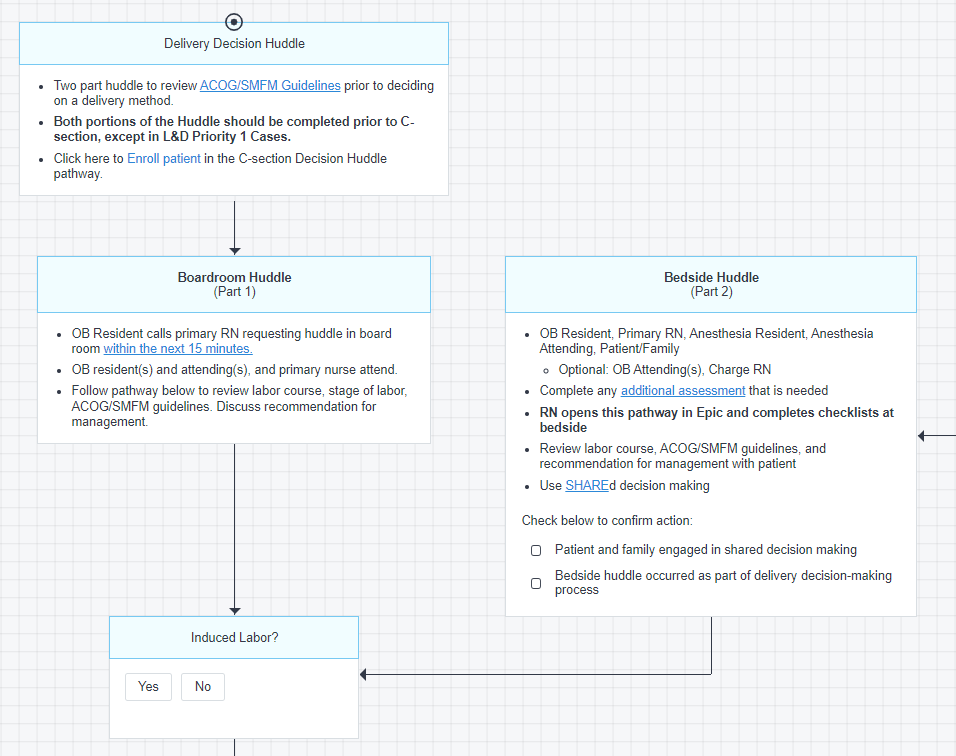 Delivery Decision Huddle
• Two part huddle to review ACOG/SMFM Guidelines prior to deciding
on a delivery method.
• Both portions of the Huddle should be completed prior to C-
section, except in L&D Priority 1 Cases.
• Click here to Enroll patient in the C-section Decision Huddle
pathway.
Boardroom Huddle
(Part 1)
• OB Resident calls primary RN requesting huddle in board
room within the next 15 minutes.
• OB resident(s) and attending(s), and primary nurse attend.
• Follow pathway below to review labor course, stage of labor,
ACOG/SMFM guidelines. Discuss recommendation for
management.
Bedside Huddle
(Part 2)
• OB Resident, Primary RN, Anesthesia Resident, Anesthesia
Attending, Patient/Family
○ Optional: OB Attending(s), Charge RN
• Complete any additional assessment that is needed
• RN opens this pathway in Epic and completes checklists at
bedside
• Review labor course, ACOG/SMFM guidelines, and
recommendation for management with patient
• Use SHAREd decision making
Check below to confirm action:
Patient and family engaged in shared decision making
Bedside huddle occurred as part of delivery decision-making
process
Induced Labor?
Yes
No